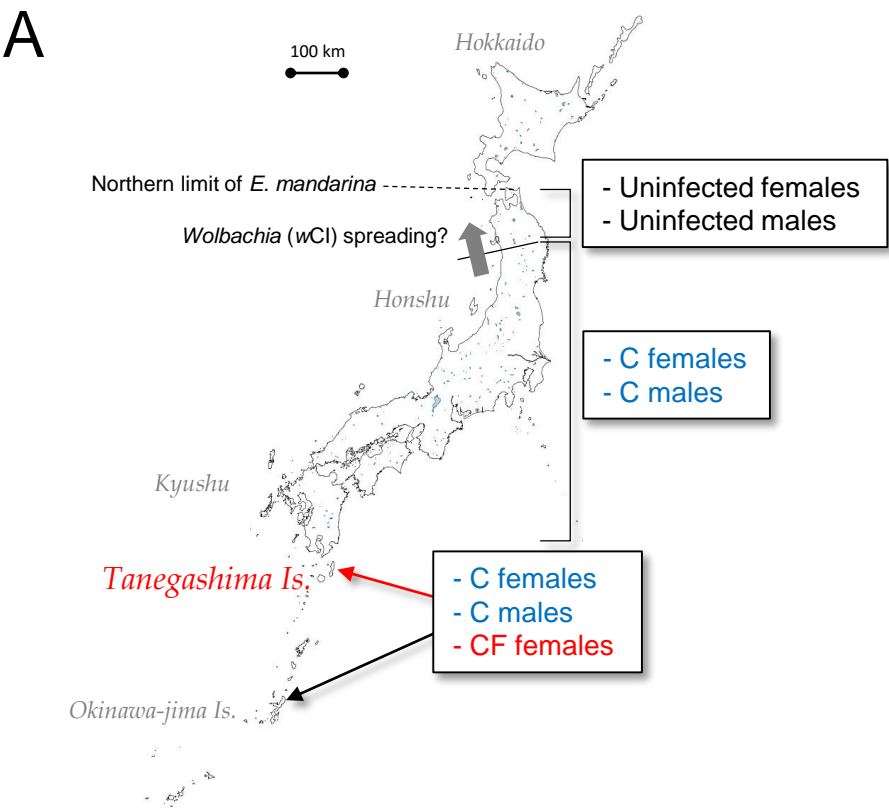 A
100 km
Hokkaido
Northern limit of E. mandarina
- Uninfected females
- Uninfected males
Wolbachia (wCI) spreading?
Honshu
- C females
- C males
Kyushu
Tanegashima Is.
- C females
- C males
- CF females
Okinawa-jima Is.